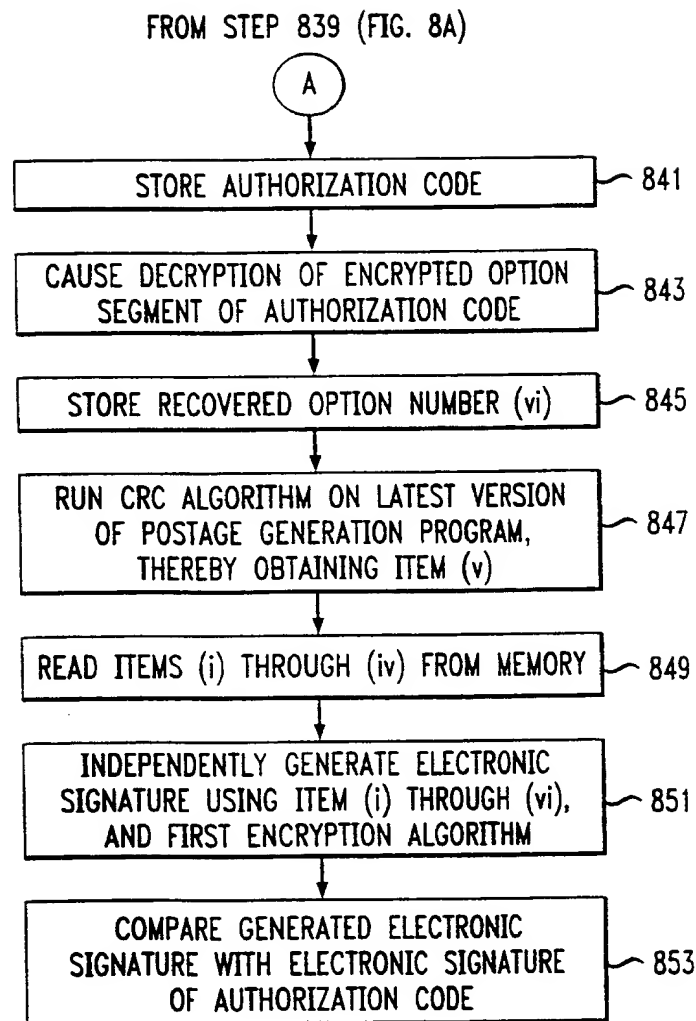 FROM STEP 839 (FIG. 8A)
A
STORE AUTHORIZATION CODE
841
CAUSE DECRYPTION OF ENCRYPTED OPTION
SEGMENT OF AUTHORIZATION CODE
843
STORE RECOVERED OPTION NUMBER (vi)
845
RUN CRC ALGORITHM ON LATEST VERSION
OF POSTAGE GENERATION PROGRAM,
THEREBY OBTAINING ITEM (v)
847
READ ITEMS (i) THROUGH (iv) FROM MEMORY
849
INDEPENDENTLY GENERATE ELECTRONIC
SIGNATURE USING ITEM (i) THROUGH (vi),
AND FIRST ENCRYPTION ALGORITHM
851
COMPARE GENERATED ELECTRONIC
SIGNATURE WITH ELECTRONIC SIGNATURE
OF AUTHORIZATION CODE
853